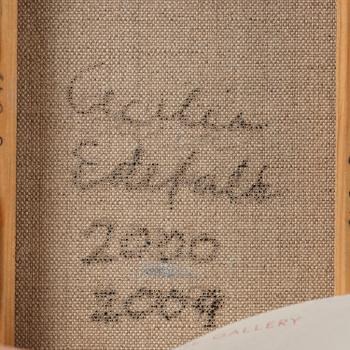 Cecilia
Edefalk
2000
2009
GALLERY